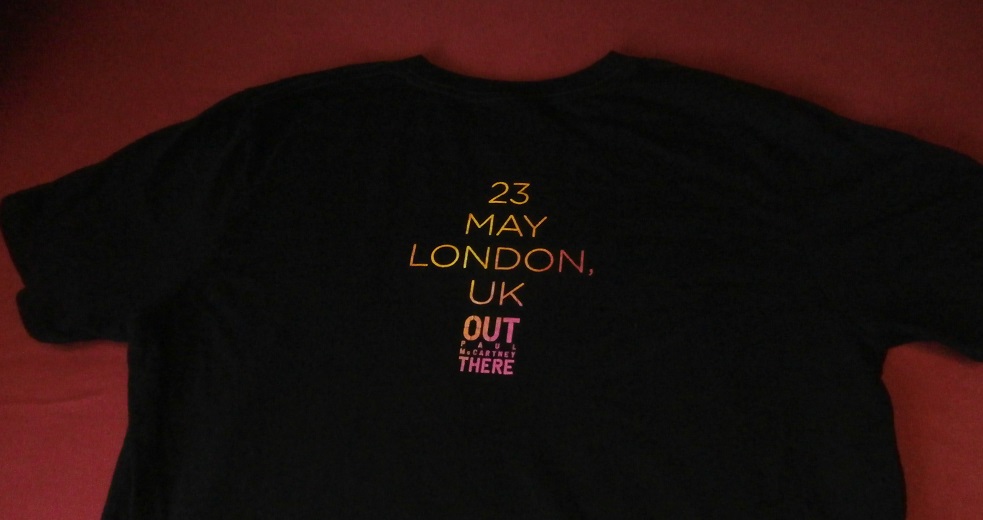 23
MAY
LONDON,
UK
OUT
PAUL
McCARTNEY
THERE